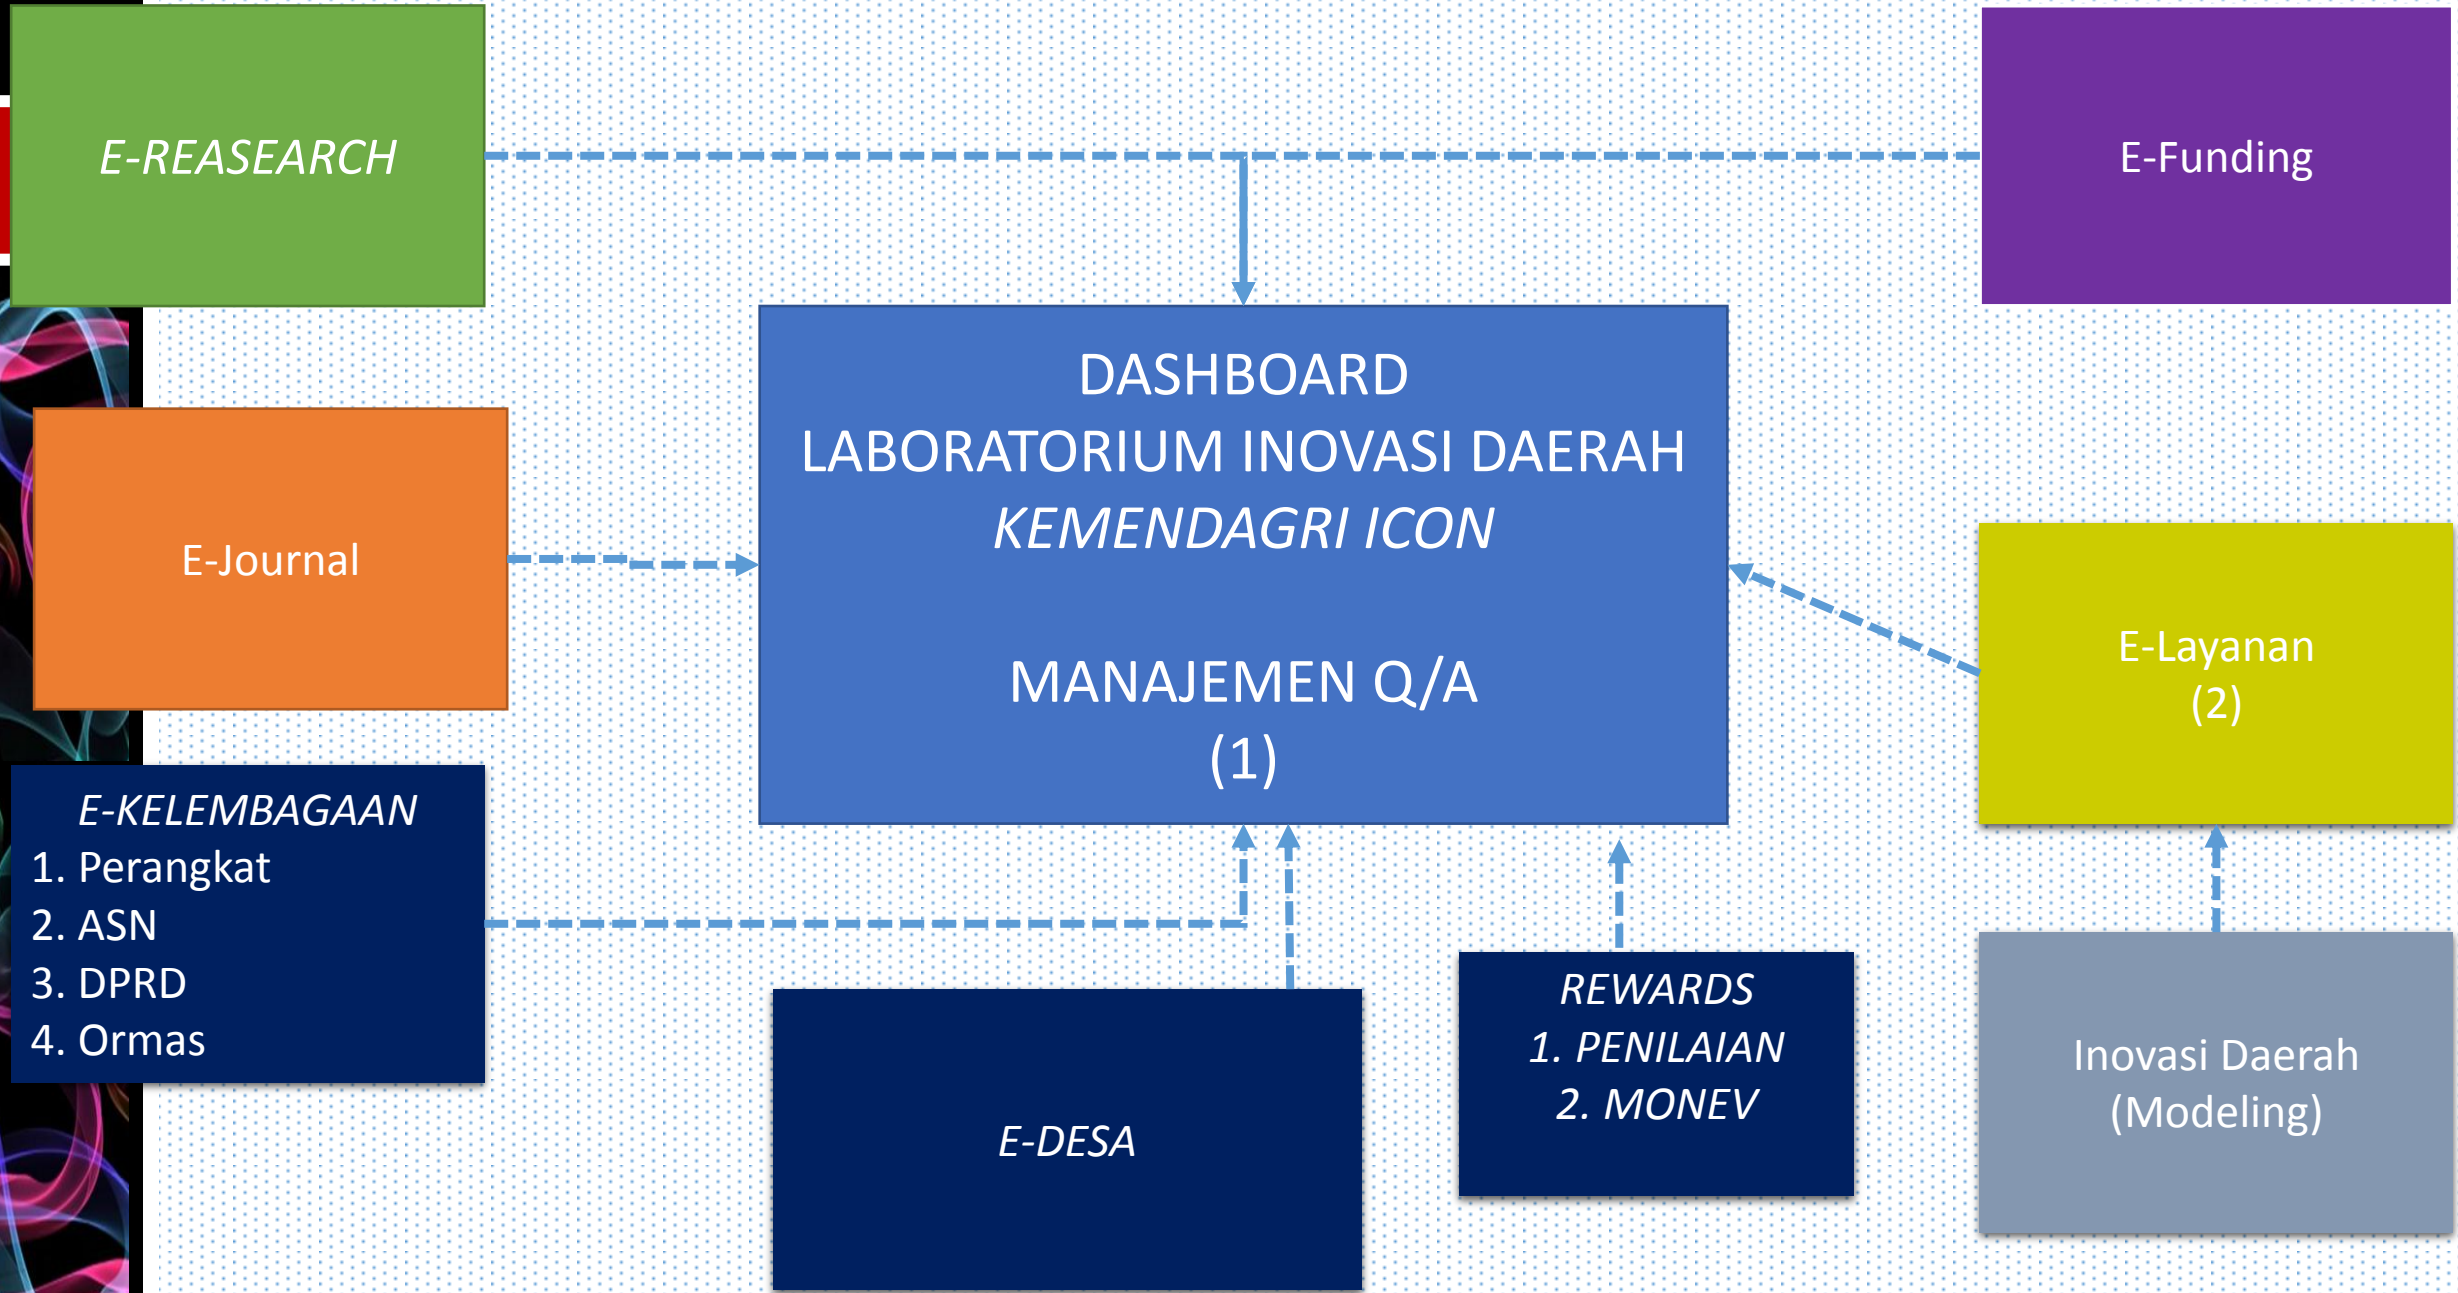 E-REASEARCH
E-Funding
DASHBOARD
LABORATORIUM INOVASI DAERAH
KEMENDAGRI ICON
MANAJEMEN Q/A
(1)
E-Journal
E-Layanan
(2)
E-KELEMBAGAAN
1. Perangkat
2. ASN
3. DPRD
4. Ormas
E-DESA
REWARDS
1. PENILAIAN
2. MONEV
Inovasi Daerah
(Modeling)